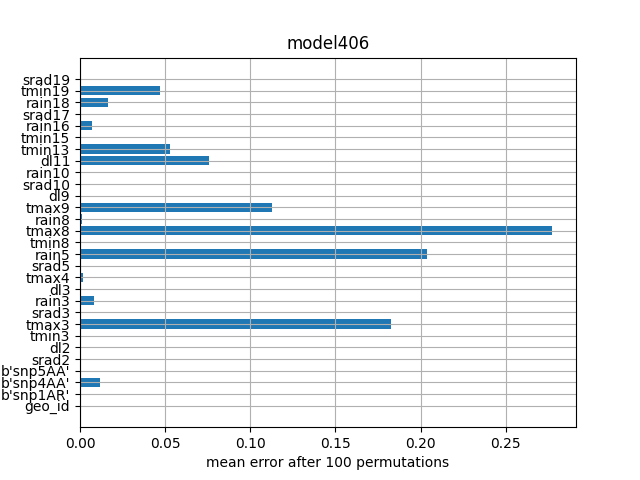 model406
srad19
tmin19
rain18
srad17
rain16
tmin15
tmin13
dl11
rain10
srad10
dl9
tmax9
rain8
tmax8
tmin8
rain5
srad5
tmax4
dl3
rain3
srad3
tmax3
tmin3
dl2
srad2
b'snp5AA'
b'snp4AA'
b'snp1AR'
geo_id
0.00 0.05 0.10 0.15 0.20 0.25
mean error after 100 permutations